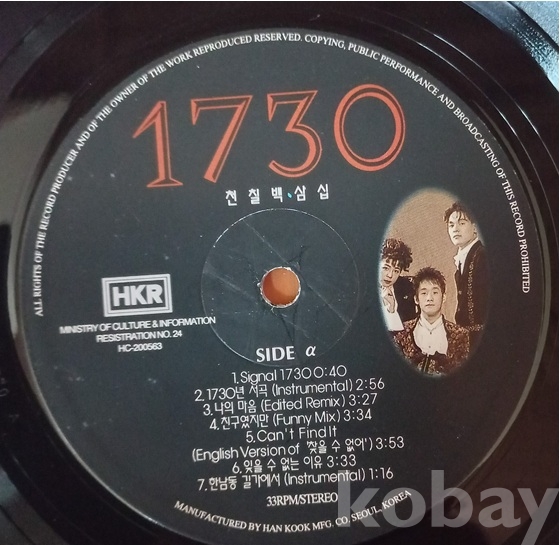 ALL RIGHTS OF THE RECORD PRODUCER AND OF THE OWNER OF THE WORK REPRODUCED RESERVED. COPYING, PUBLIC PERFORMANCE AND BROADCASTING OF THIS RECORD PROHIBITED
1730
천 칠 백 삼 십
HKR
MINISTRY OF CULTURE & INFORMATION
REGISTRATION NO. 24
HC-200563
SIDE α
1.Signal 1730 0:40
2.1730년 서곡 (Instrumental) 2:56
3.나의 마음 (Edited Remix) 3:27
4.친구였지만 (Funny Mix) 3:34
5.Can't Find It
(English Version of '찾을 수 없어') 3:53
6.잊을 수 없는 이유 3:33
7.한남동 길가에서 (Instrumental) 1:16
33RPM/STEREO
MANUFACTURED BY HAN KOOK MFG. CO. SEOUL, KOREA
kobay